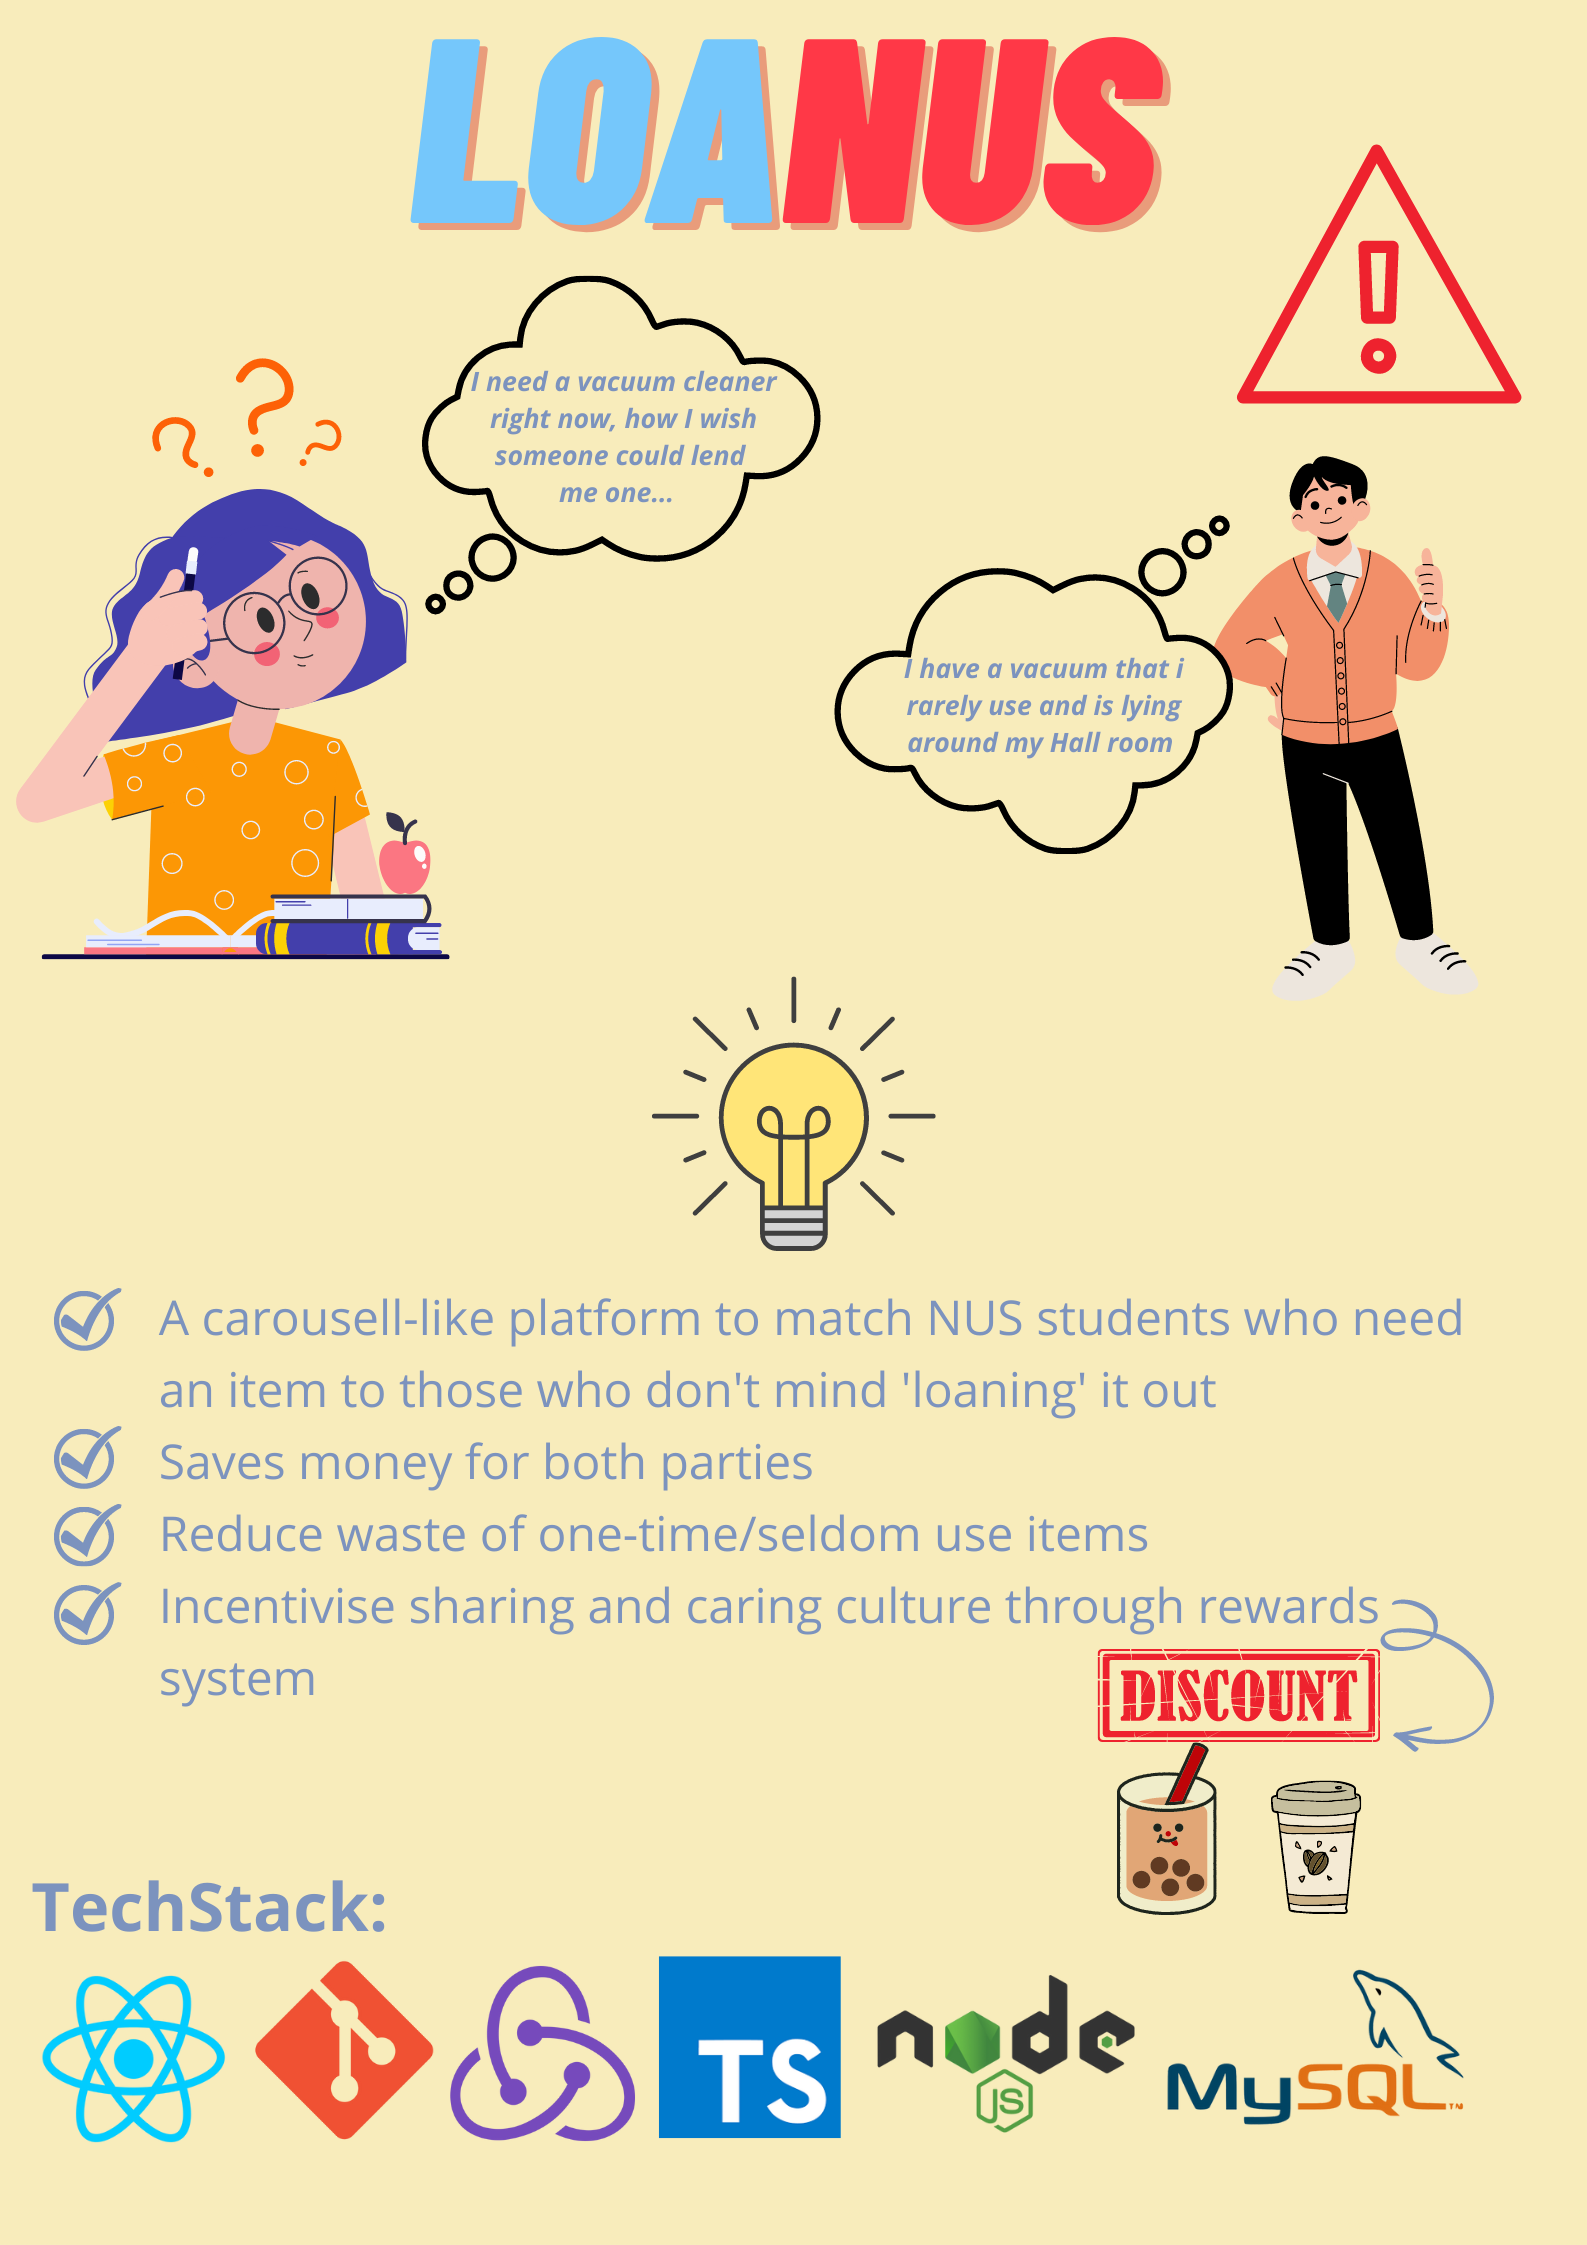 LOANUS
I need a vacuum cleaner
right now, how I wish
someone could lend
me one...
I have a vacuum that i
rarely use and is lying
around my Hall room
A carousell-like platform to match NUS students who need
an item to those who don't mind 'loaning' it out
Saves money for both parties
Reduce waste of one-time/seldom use items
Incentivise sharing and caring culture through rewards
system
DISCOUNT
TechStack:
TS
node
JS
MySQL™